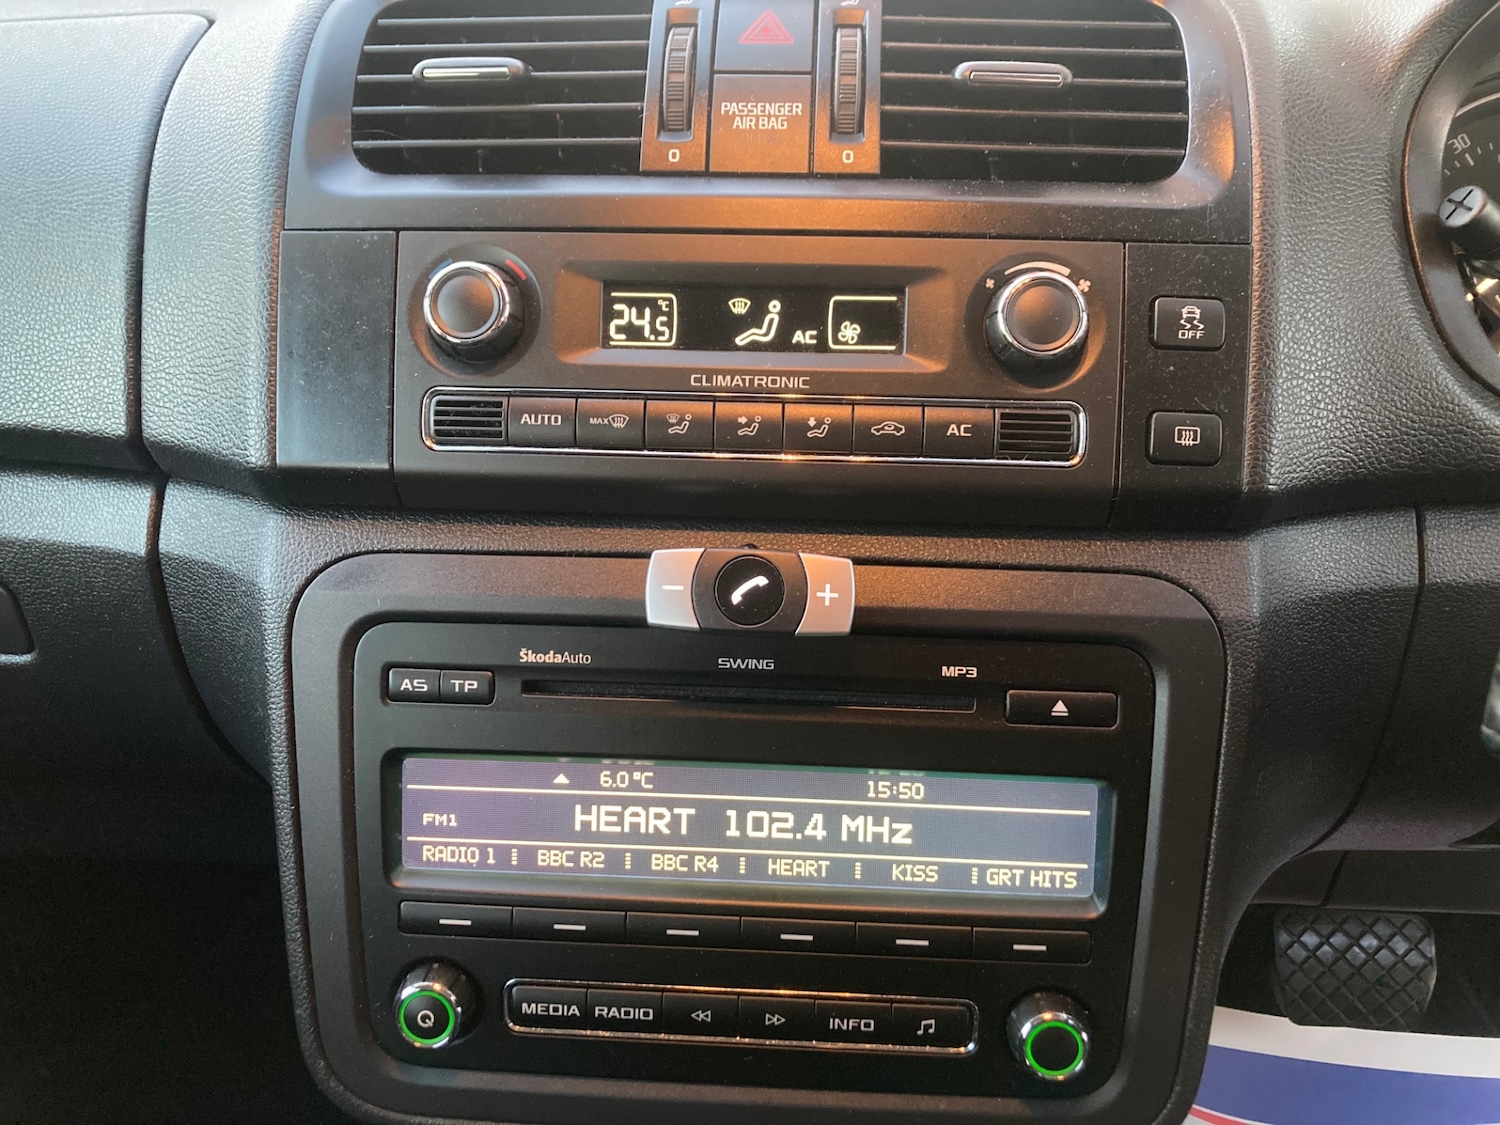 PASSENGER
AIR BAG
0 0
30
24.5 °C AC
OFF
CLIMATRONIC
AUTO MAX AC
− +
ŠkodaAuto SWING MP3
AS TP
6.0 °C 15:50
FM1 HEART 102.4 MHz
RADIO 1 BBC R2 BBC R4 HEART KISS GRT HITS
MEDIA RADIO INFO